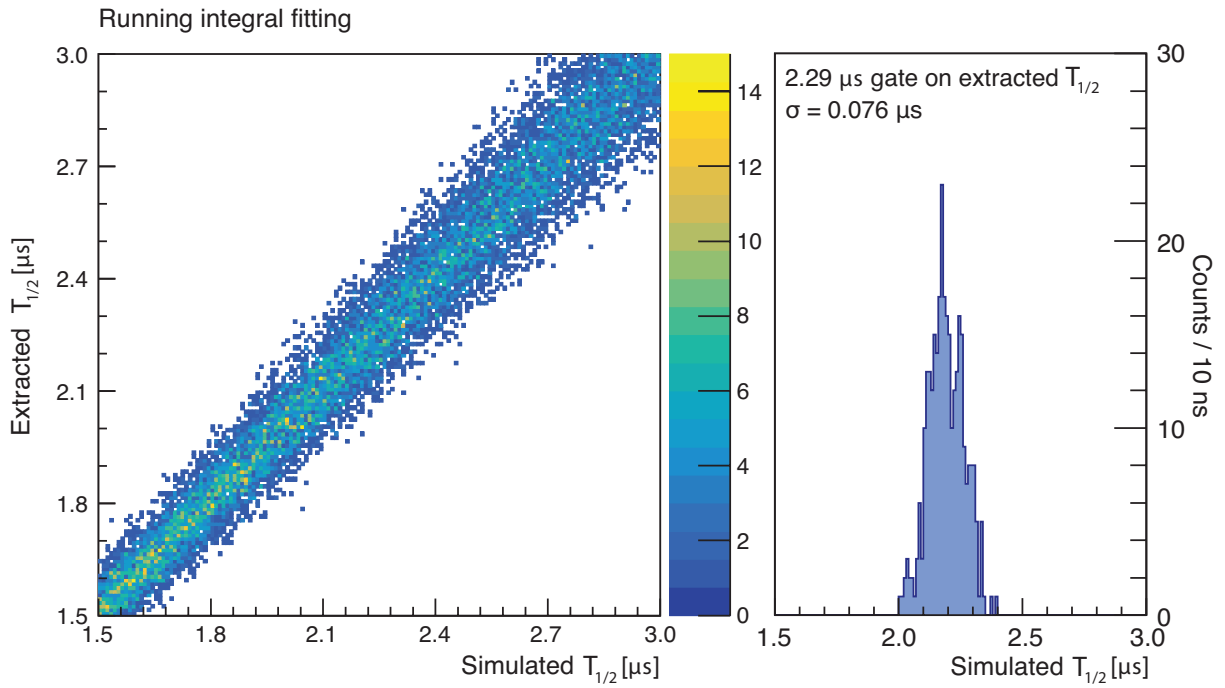 Running integral fitting
3.0
2.7
2.4
2.1
1.8
1.5
Extracted T1/2 [μs]
1.5 1.8 2.1 2.4 2.7 3.0
Simulated T1/2 [μs]
14
12
10
8
6
4
2
0
2.29 μs gate on extracted T1/2
σ = 0.076 μs
30
20
10
0
Counts / 10 ns
1.5 2.0 2.5 3.0
Simulated T1/2 [μs]